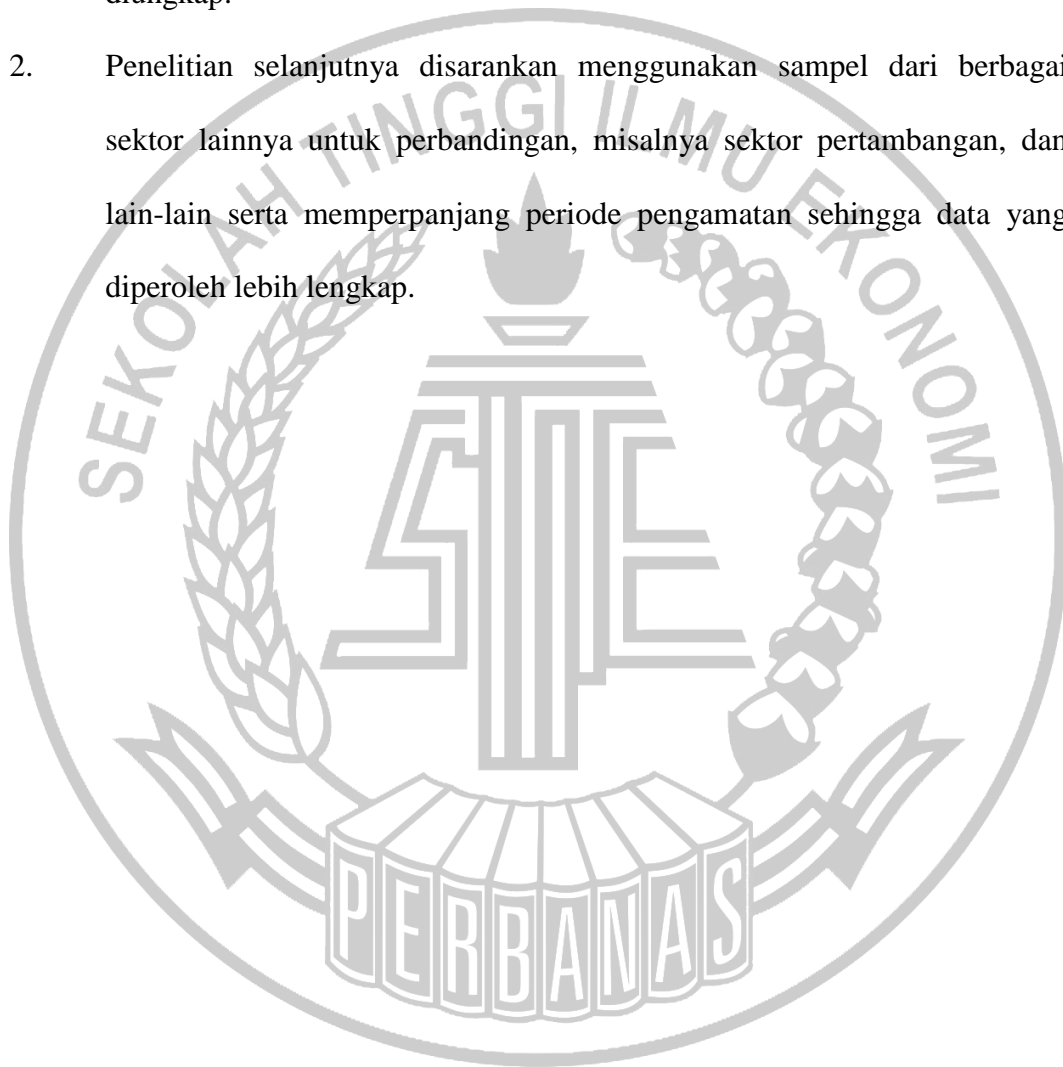 diungkap.
2. Penelitian selanjutnya disarankan menggunakan sampel dari berbagai
sektor lainnya untuk perbandingan, misalnya sektor pertambangan, dan
lain-lain serta memperpanjang periode pengamatan sehingga data yang
diperoleh lebih lengkap.
SEKOLAH TINGGI ILMU EKONOMI
PERBANAS